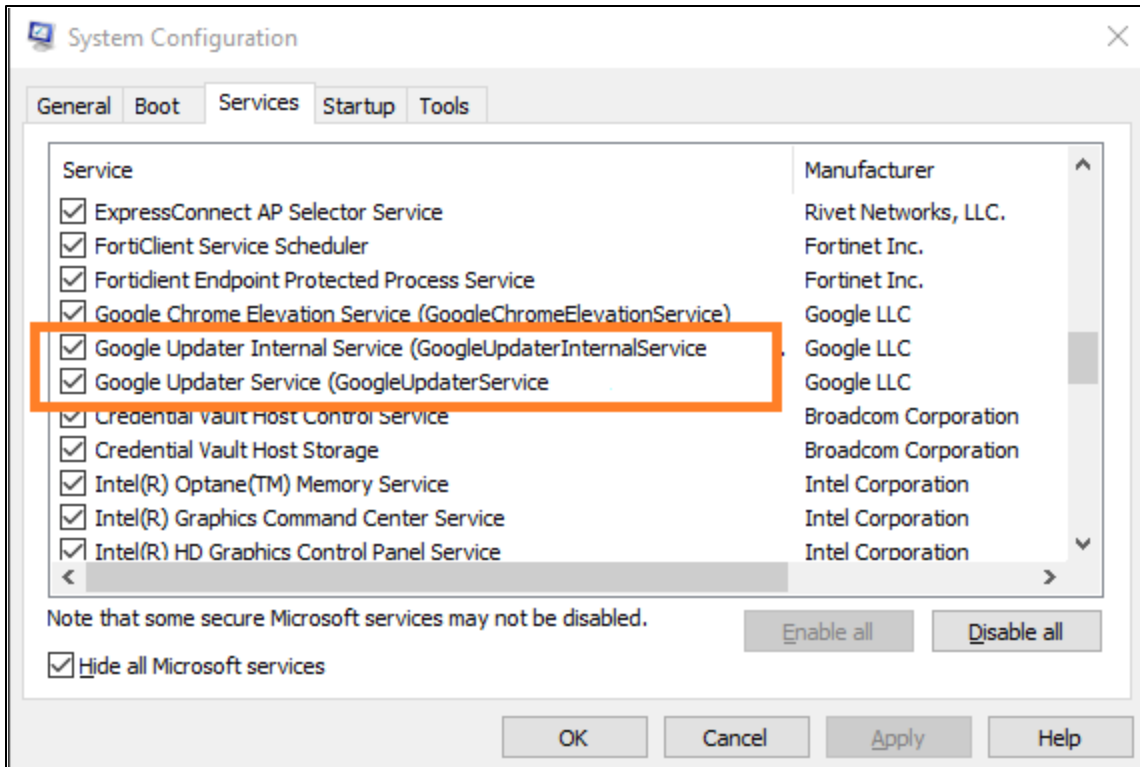 System Configuration
General Boot Services Startup Tools
Service Manufacturer
ExpressConnect AP Selector Service Rivet Networks, LLC.
FortiClient Service Scheduler Fortinet Inc.
Forticlient Endpoint Protected Process Service Fortinet Inc.
Google Chrome Elevation Service (GoogleChromeElevationService) Google LLC
Google Updater Internal Service (GoogleUpdaterInternalService . Google LLC
Google Updater Service (GoogleUpdaterService Google LLC
Credential Vault Host Control Service Broadcom Corporation
Credential Vault Host Storage Broadcom Corporation
Intel(R) Optane(TM) Memory Service Intel Corporation
Intel(R) Graphics Command Center Service Intel Corporation
Intel(R) HD Graphics Control Panel Service Intel Corporation
Note that some secure Microsoft services may not be disabled.
Enable all Disable all
Hide all Microsoft services
OK Cancel Apply Help